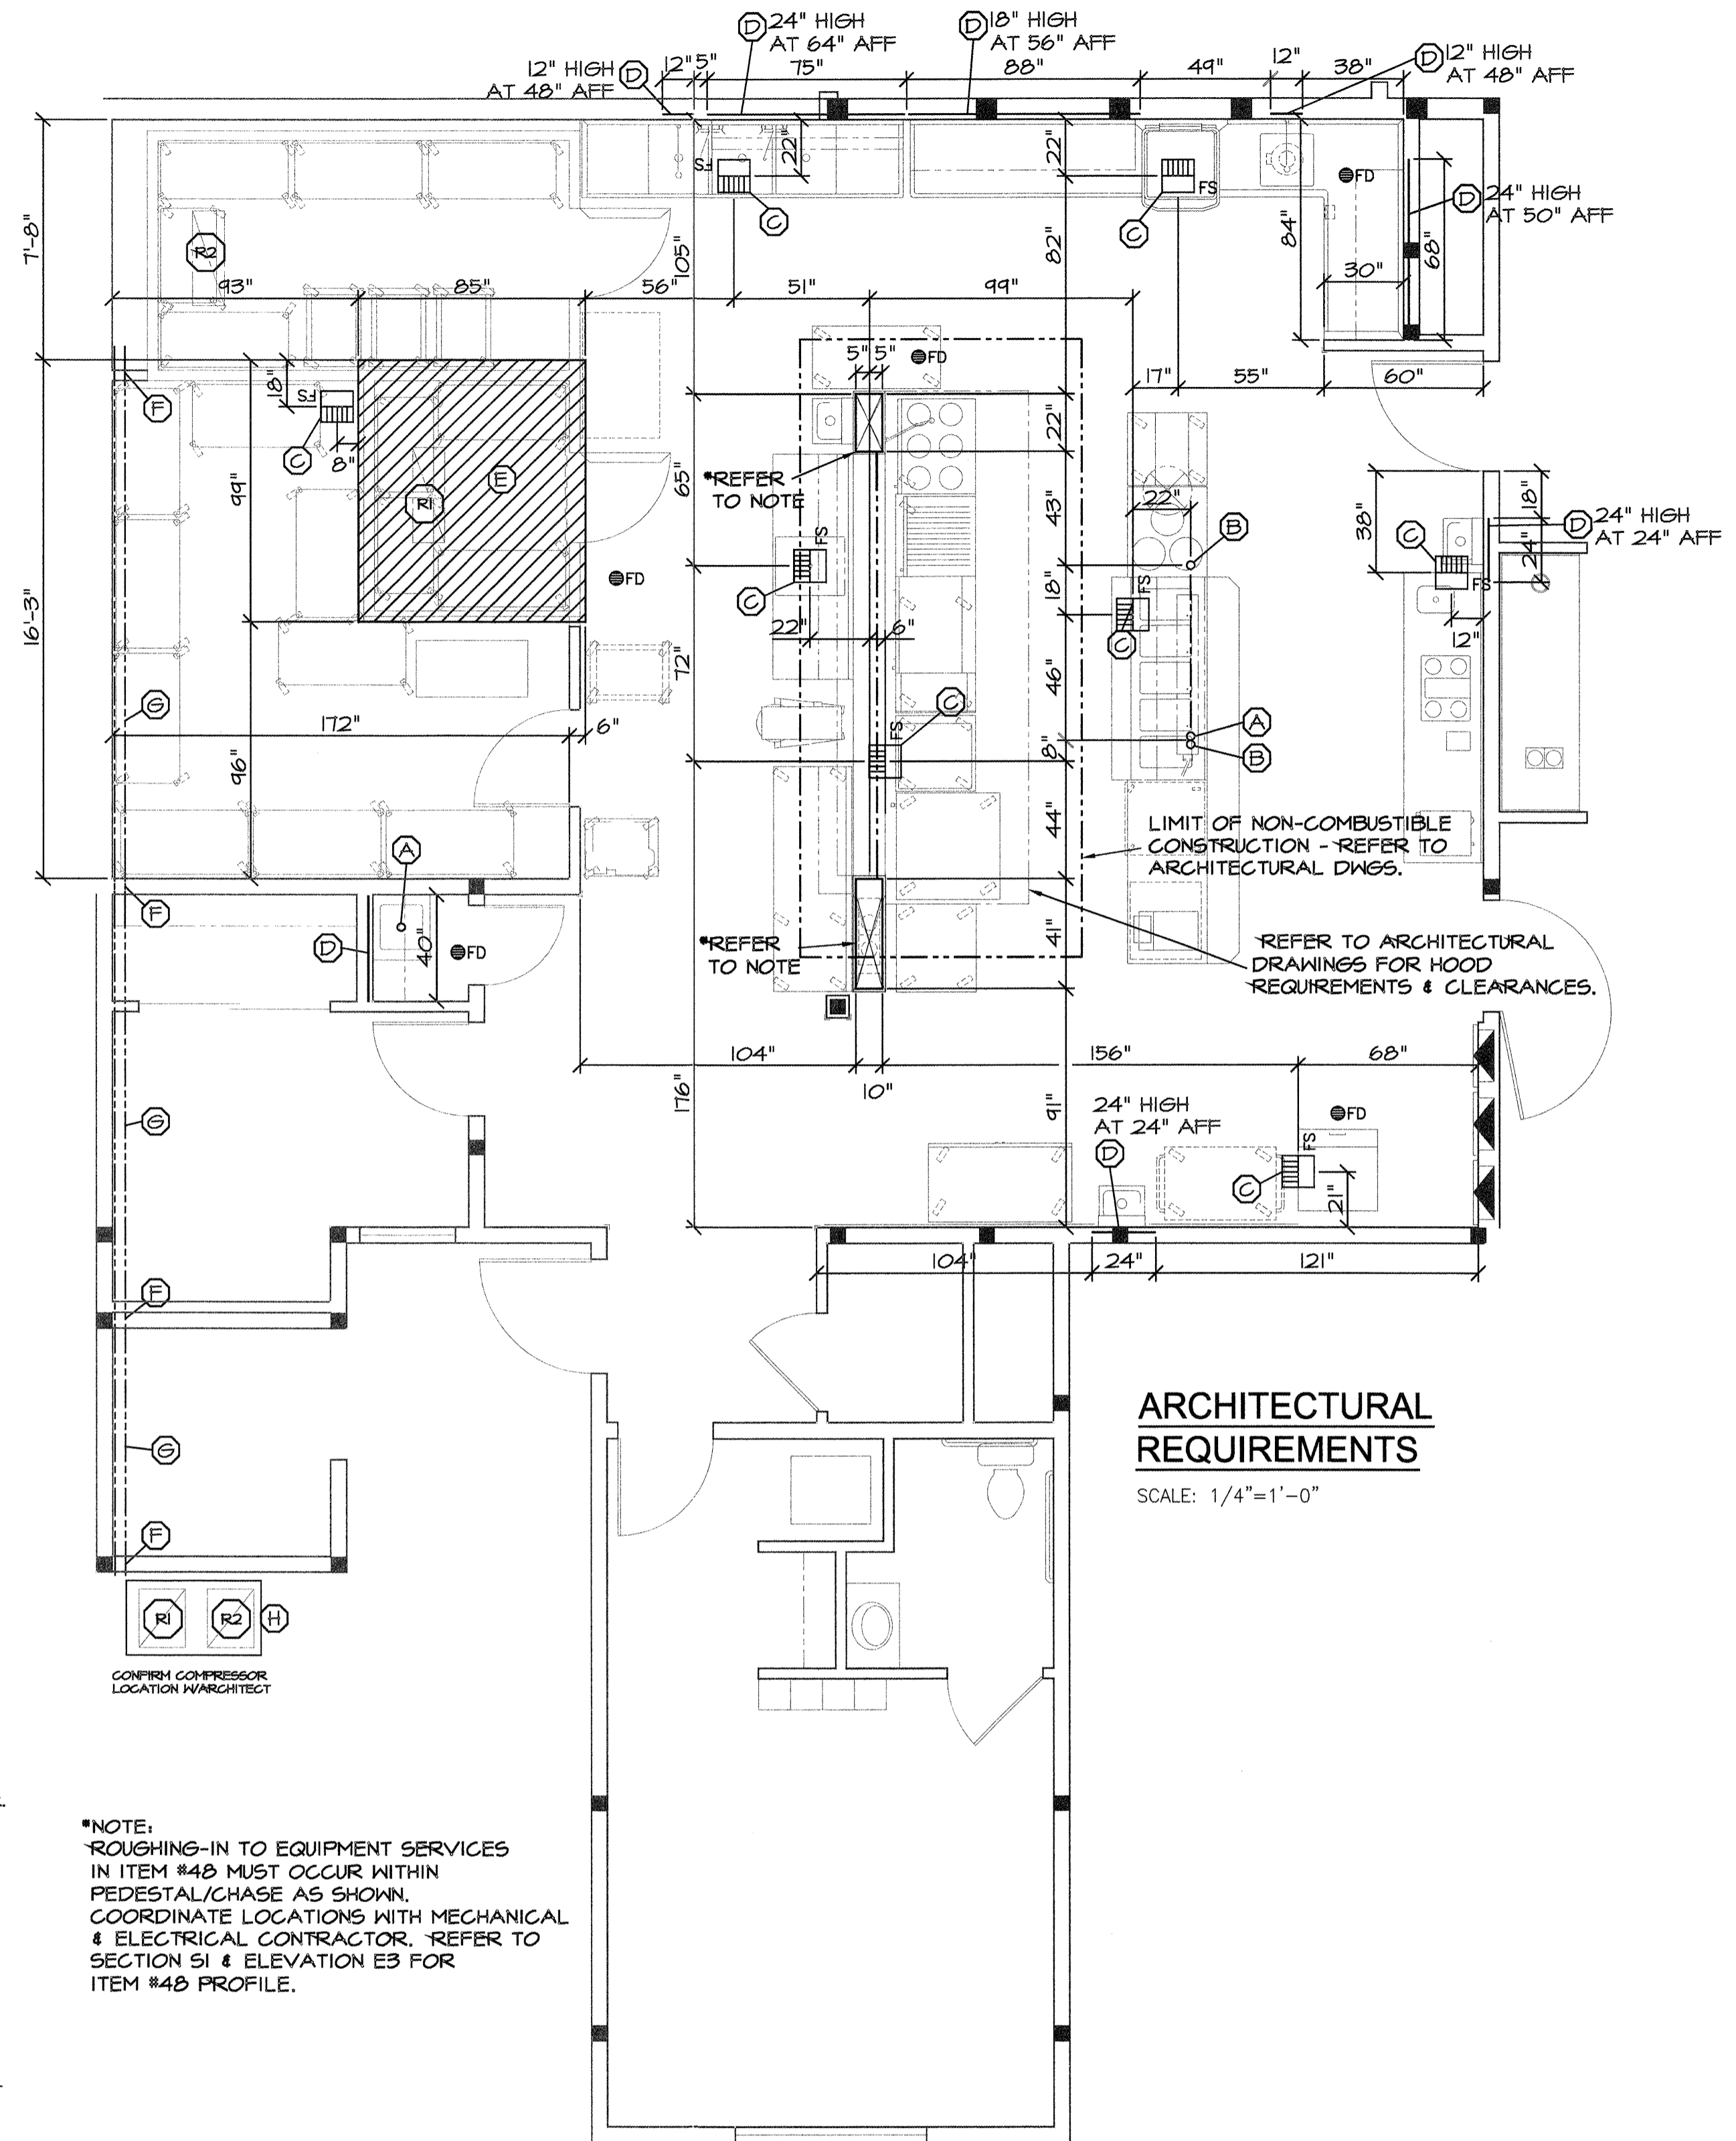 D 24" HIGH
AT 64" AFF
D 18" HIGH
AT 56" AFF
12" HIGH D
AT 48" AFF
D 12" HIGH
AT 48" AFF
12" 5" 75" 88" 49" 12" 38"
7'-8"
R2
FS
22"
C
22"
C
FS
FD
D 24" HIGH
AT 50" AFF
105"
82"
84"
68"
30"
93" 85" 56" 51" 99"
17" 55" 60"
F
18"
FS
C
8"
99"
R1
E
FD
5" 5"
FD
*REFER
TO NOTE
65"
22"
43"
22"
B
FS
C
18"
FS
C
38"
C
FS
12"
18"
24"
D 24" HIGH
AT 24" AFF
16'-3"
22" 6"
72"
46"
G
172" 6"
C
FS
A
B
8"
96"
44"
LIMIT OF NON-COMBUSTIBLE
CONSTRUCTION - REFER TO
ARCHITECTURAL DWGS.
A
F
D
40"
FD
*REFER
TO NOTE
41"
REFER TO ARCHITECTURAL
DRAWINGS FOR HOOD
REQUIREMENTS & CLEARANCES.
104" 10" 156" 68"
G
176"
91"
24" HIGH
AT 24" AFF
D
FD
FS
C
21"
104" 24" 121"
F
ARCHITECTURAL
REQUIREMENTS
SCALE: 1/4"=1'-0"
G
F
R1 R2 H
CONFIRM COMPRESSOR
LOCATION W/ARCHITECT
*NOTE:
ROUGHING-IN TO EQUIPMENT SERVICES
IN ITEM #48 MUST OCCUR WITHIN
PEDESTAL/CHASE AS SHOWN.
COORDINATE LOCATIONS WITH MECHANICAL
& ELECTRICAL CONTRACTOR. REFER TO
SECTION S1 & ELEVATION E3 FOR
ITEM #48 PROFILE.